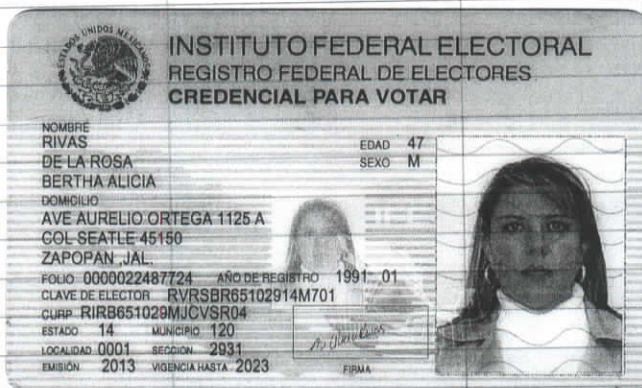 ESTADOS UNIDOS MEXICANOS
INSTITUTO FEDERAL ELECTORAL
REGISTRO FEDERAL DE ELECTORES
CREDENCIAL PARA VOTAR
NOMBRE
RIVAS
DE LA ROSA
BERTHA ALICIA
EDAD 47
SEXO M
DOMICILIO
AVE AURELIO ORTEGA 1125 A
COL SEATLE 45150
ZAPOPAN ,JAL.
FOLIO 0000022487724 AÑO DE REGISTRO 1991 01
CLAVE DE ELECTOR RVRSBR65102914M701
CURP RIRB651029MJCVSR04
ESTADO 14 MUNICIPIO 120
LOCALIDAD 0001 SECCION 2931
EMISIÓN 2013 VIGENCIA HASTA 2023
FIRMA